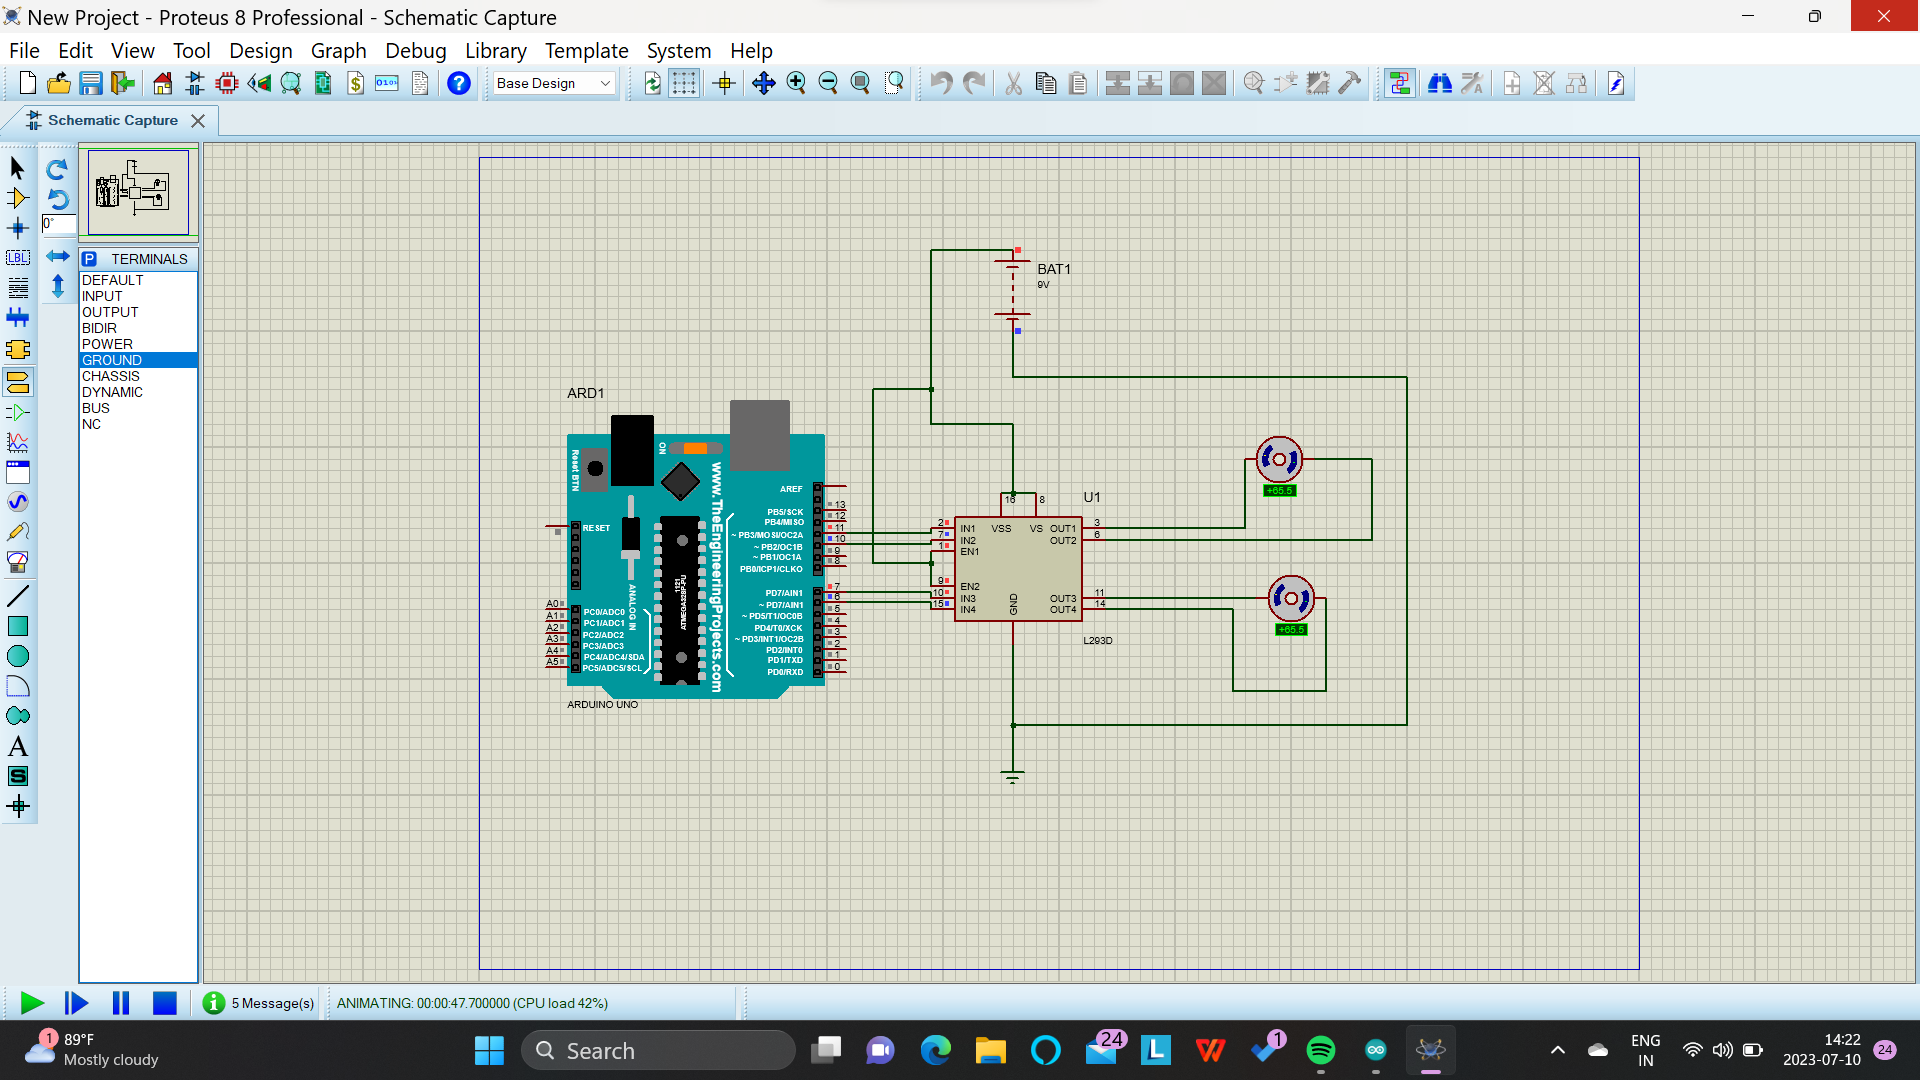 New Project - Proteus 8 Professional - Schematic Capture
File Edit View Tool Design Graph Debug Library Template System Help
Base Design
Schematic Capture
0°
P TERMINALS
DEFAULT
INPUT
OUTPUT
BIDIR
POWER
GROUND
CHASSIS
DYNAMIC
BUS
NC
LBL
A
S
BAT1
9V
ARD1
Reset BTN
ON
www.TheEngineeringProjects.com
AREF
RESET
PB5/SCK 13
PB4/MISO 12
~ PB3/MOSI/OC2A 11
~ PB2/OC1B 10
~ PB1/OC1A 9
PB0/ICP1/CLKO 8
PD7/AIN1 7
~ PD7/AIN1 6
~ PD5/T1/OC0B 5
PD4/T0/XCK 4
~ PD3/INT1/OC2B 3
PD2/INT0 2
PD1/TXD 1
PD0/RXD 0
ANALOG IN
1121
ATMEGA328P-PU
A0 PC0/ADC0
A1 PC1/ADC1
A2 PC2/ADC2
A3 PC3/ADC3
A4 PC4/ADC4/SDA
A5 PC5/ADC5/SCL
ARDUINO UNO
U1
16 8
2 IN1 VSS VS OUT1 3
7 IN2 OUT2 6
1 EN1
9 EN2
10 IN3 OUT3 11
15 IN4 OUT4 14
GND
L293D
+65.5
+65.5
5 Message(s)
ANIMATING: 00:00:47.700000 (CPU load 42%)
1
89°F
Mostly cloudy
Search
24
L
1
ENG
IN
14:22
2023-07-10
24